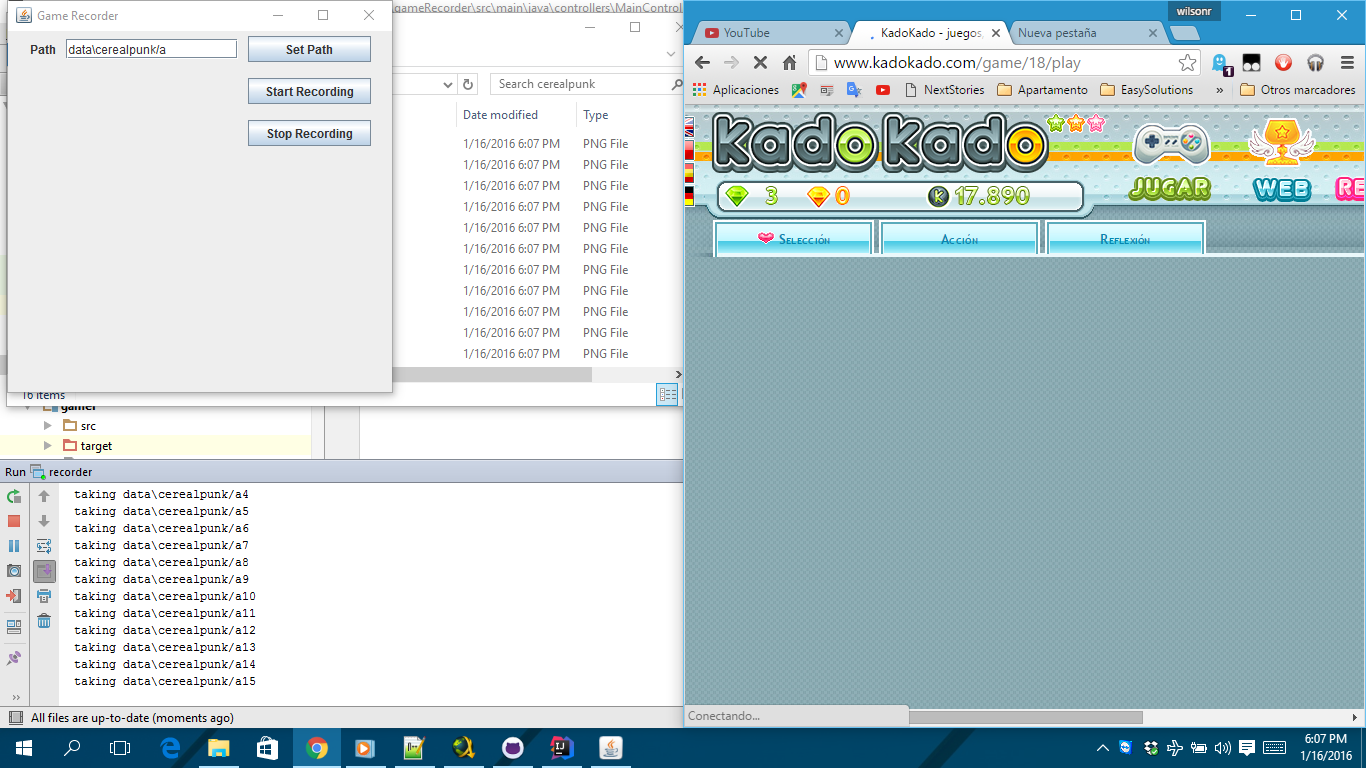 Game Recorder
Path data\cerealpunk/a Set Path
Start Recording
Stop Recording
gameRecorder\src\main\java\controllers\MainControl
Search cerealpunk
Date modified Type
1/16/2016 6:07 PM PNG File
1/16/2016 6:07 PM PNG File
1/16/2016 6:07 PM PNG File
1/16/2016 6:07 PM PNG File
1/16/2016 6:07 PM PNG File
1/16/2016 6:07 PM PNG File
1/16/2016 6:07 PM PNG File
1/16/2016 6:07 PM PNG File
1/16/2016 6:07 PM PNG File
1/16/2016 6:07 PM PNG File
1/16/2016 6:07 PM PNG File
16 items
gamer
src
target
Run recorder
taking data\cerealpunk/a4
taking data\cerealpunk/a5
taking data\cerealpunk/a6
taking data\cerealpunk/a7
taking data\cerealpunk/a8
taking data\cerealpunk/a9
taking data\cerealpunk/a10
taking data\cerealpunk/a11
taking data\cerealpunk/a12
taking data\cerealpunk/a13
taking data\cerealpunk/a14
taking data\cerealpunk/a15
All files are up-to-date (moments ago)
wilsonr
YouTube KadoKado - juegos, Nueva pestaña
www.kadokado.com/game/18/play
1
Aplicaciones NextStories Apartamento EasySolutions » Otros marcadores
KadoKado
JUGAR WEB RE
3 0 K 17.890
Selección Acción Reflexión
Conectando...
6:07 PM
1/16/2016